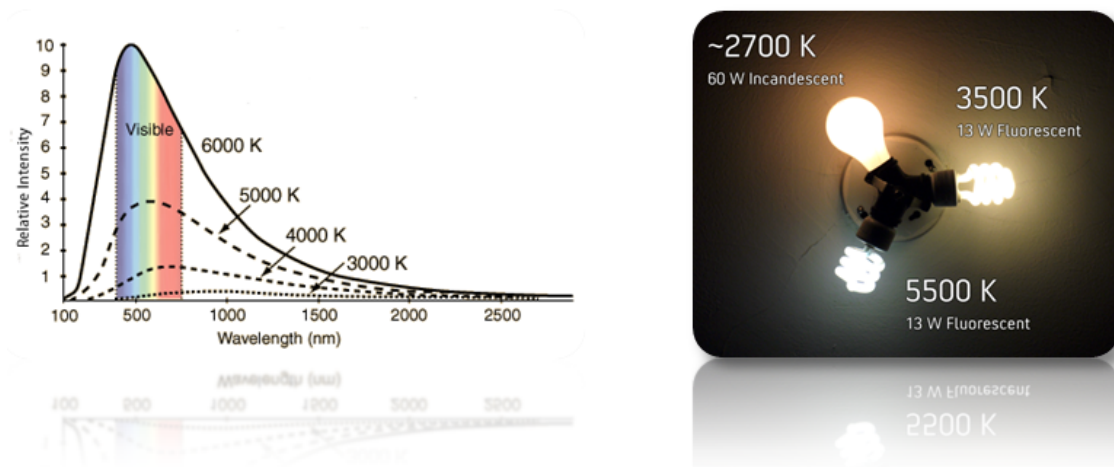 10
9
8
7
6
5
4
3
2
1
Relative Intensity
Visible
6000 K
5000 K
4000 K
3000 K
100 500 1000 1500 2000 2500
Wavelength (nm)
~2700 K
60 W Incandescent
3500 K
13 W Fluorescent
5500 K
13 W Fluorescent